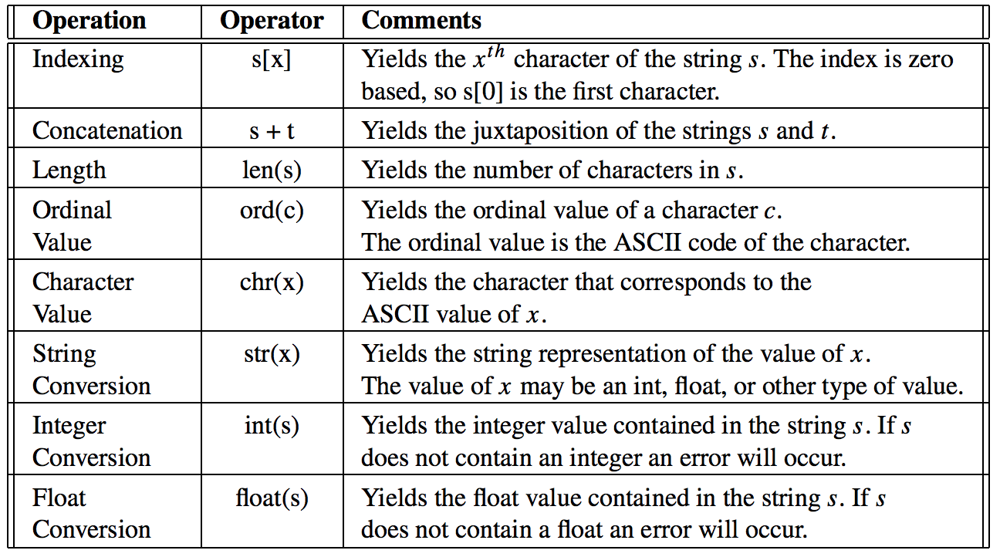 Operation Operator Comments
Indexing s[x] Yields the xth character of the string s. The index is zero
based, so s[0] is the first character.
Concatenation s + t Yields the juxtaposition of the strings s and t.
Length len(s) Yields the number of characters in s.
Ordinal ord(c) Yields the ordinal value of a character c.
Value The ordinal value is the ASCII code of the character.
Character chr(x) Yields the character that corresponds to the
Value ASCII value of x.
String str(x) Yields the string representation of the value of x.
Conversion The value of x may be an int, float, or other type of value.
Integer int(s) Yields the integer value contained in the string s. If s
Conversion does not contain an integer an error will occur.
Float float(s) Yields the float value contained in the string s. If s
Conversion does not contain a float an error will occur.